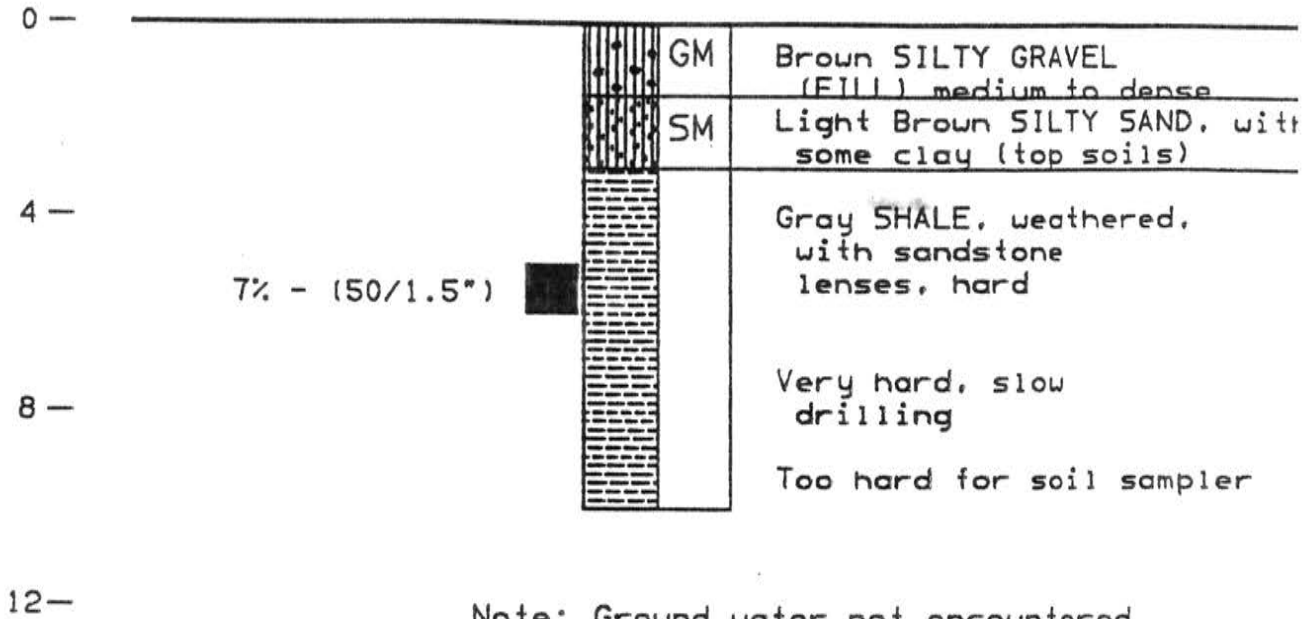 0 —
GM
Brown SILTY GRAVEL
(FILL) medium to dense
SM
Light Brown SILTY SAND, with
some clay (top soils)
4 —
Gray SHALE, weathered,
with sandstone
lenses, hard
7% - (50/1.5")
8 —
Very hard, slow
drilling
Too hard for soil sampler
12—
Note: Ground water not encountered